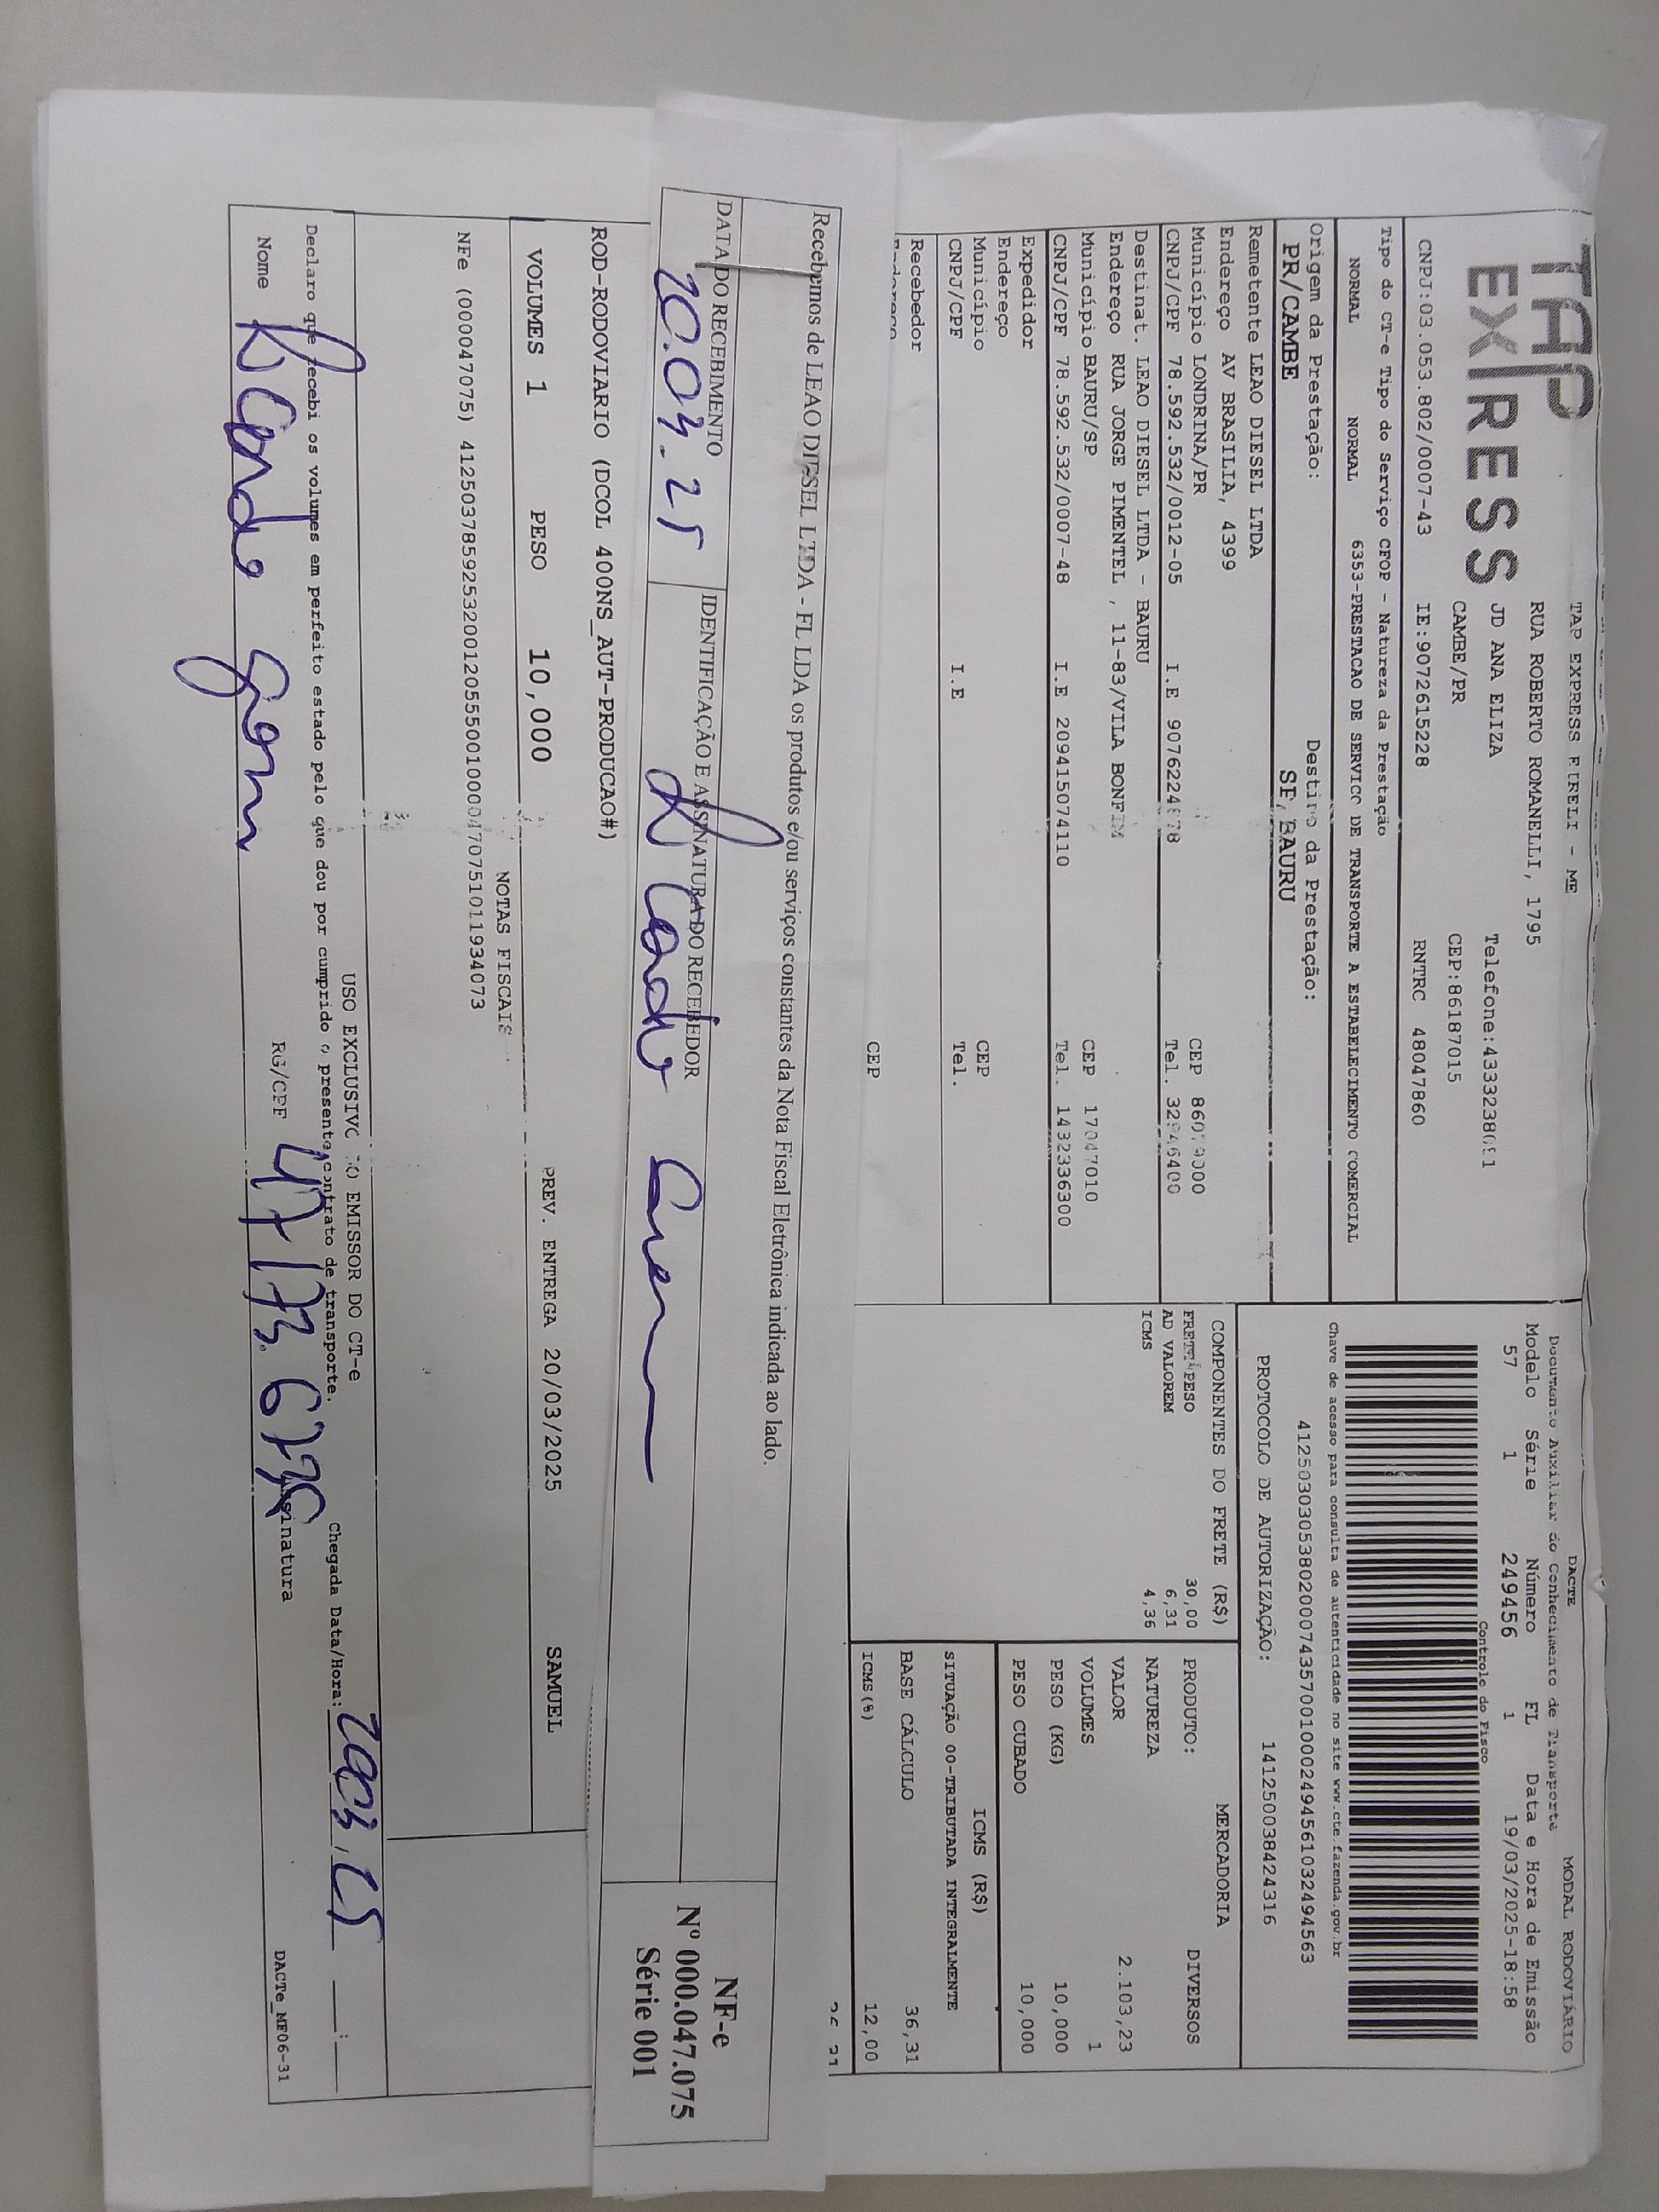 TAP
EXPRESS
TAP EXPRESS EIRELI - ME
RUA ROBERTO ROMANELLI, 1795
JD ANA ELIZA
CAMBE/PR
Telefone:
CEP:86187015
CNPJ:03.053.802/0007-43 IE:9072615228 RNTRC 48047860
DACTE MODAL RODOVIÁRIO
Documento Auxiliar do Conhecimento de Transporte
Modelo Série Número FL Data e Hora de Emissão
57 1 249456 1 19/03/2025-18:58
Controle do Fisco
Chave de acesso para consulta de autenticidade no site www.cte.fazenda.gov.br
41250303053802000743570010002494561032494563
PROTOCOLO DE AUTORIZAÇÃO: 141250038424316
Tipo do CT-e Tipo do Serviço CFOP - Natureza da Prestação
NORMAL NORMAL 6353-PRESTACAO DE SERVICO DE TRANSPORTE A ESTABELECIMENTO COMERCIAL
Origem da Prestação: Destino da Prestação:
PR/CAMBE SP/BAURU
Remetente LEAO DIESEL LTDA
Endereço AV BRASILIA, 4399
Município LONDRINA/PR CEP
CNPJ/CPF 78.592.532/0012-05 I.E Tel.
Destinat. LEAO DIESEL LTDA - BAURU
Endereço RUA JORGE PIMENTEL , 11-83/VILA BONFIM
Município BAURU/SP CEP 17047010
CNPJ/CPF 78.592.532/0007-48 I.E 209415074110 Tel. 1432336300
Expedidor
Endereço
Município CEP
CNPJ/CPF I.E Tel.
Recebedor
Endereço CEP
COMPONENTES DO FRETE (R$)
FRETE PESO 30,00
AD VALOREM 6,31
ICMS 4,36
MERCADORIA
PRODUTO: DIVERSOS
NATUREZA
VALOR 2.103,23
VOLUMES 1
PESO (KG) 10,000
PESO CUBADO 10,000
ICMS (R$)
SITUAÇÃO 00-TRIBUTADA INTEGRALMENTE
BASE CÁLCULO 36,31
ICMS(%) 12,00
Recebemos de LEAO DIESEL LTDA - FL LDA os produtos e/ou serviços constantes da Nota Fiscal Eletrônica indicada ao lado.
DATA DO RECEBIMENTO IDENTIFICAÇÃO E ASSINATURA DO RECEBEDOR
20.03.25
NF-e
Nº 000.047.075
Série 001
ROD-RODOVIARIO (DCOL 400NS_AUT-PRODUCAO#)
VOLUMES 1 PESO 10,000 PREV. ENTREGA 20/03/2025 SAMUEL
NOTAS FISCAIS
NFe (000047075) 41250378592532001205550010000470751011934073
USO EXCLUSIVO DO EMISSOR DO CT-e
Declaro que recebi os volumes em perfeito estado pelo que dou por cumprido o presente contrato de transporte.
Chegada Data/Hora: 20.03.25
Nome RG/CPF Assinatura
DACTe_MF06-31